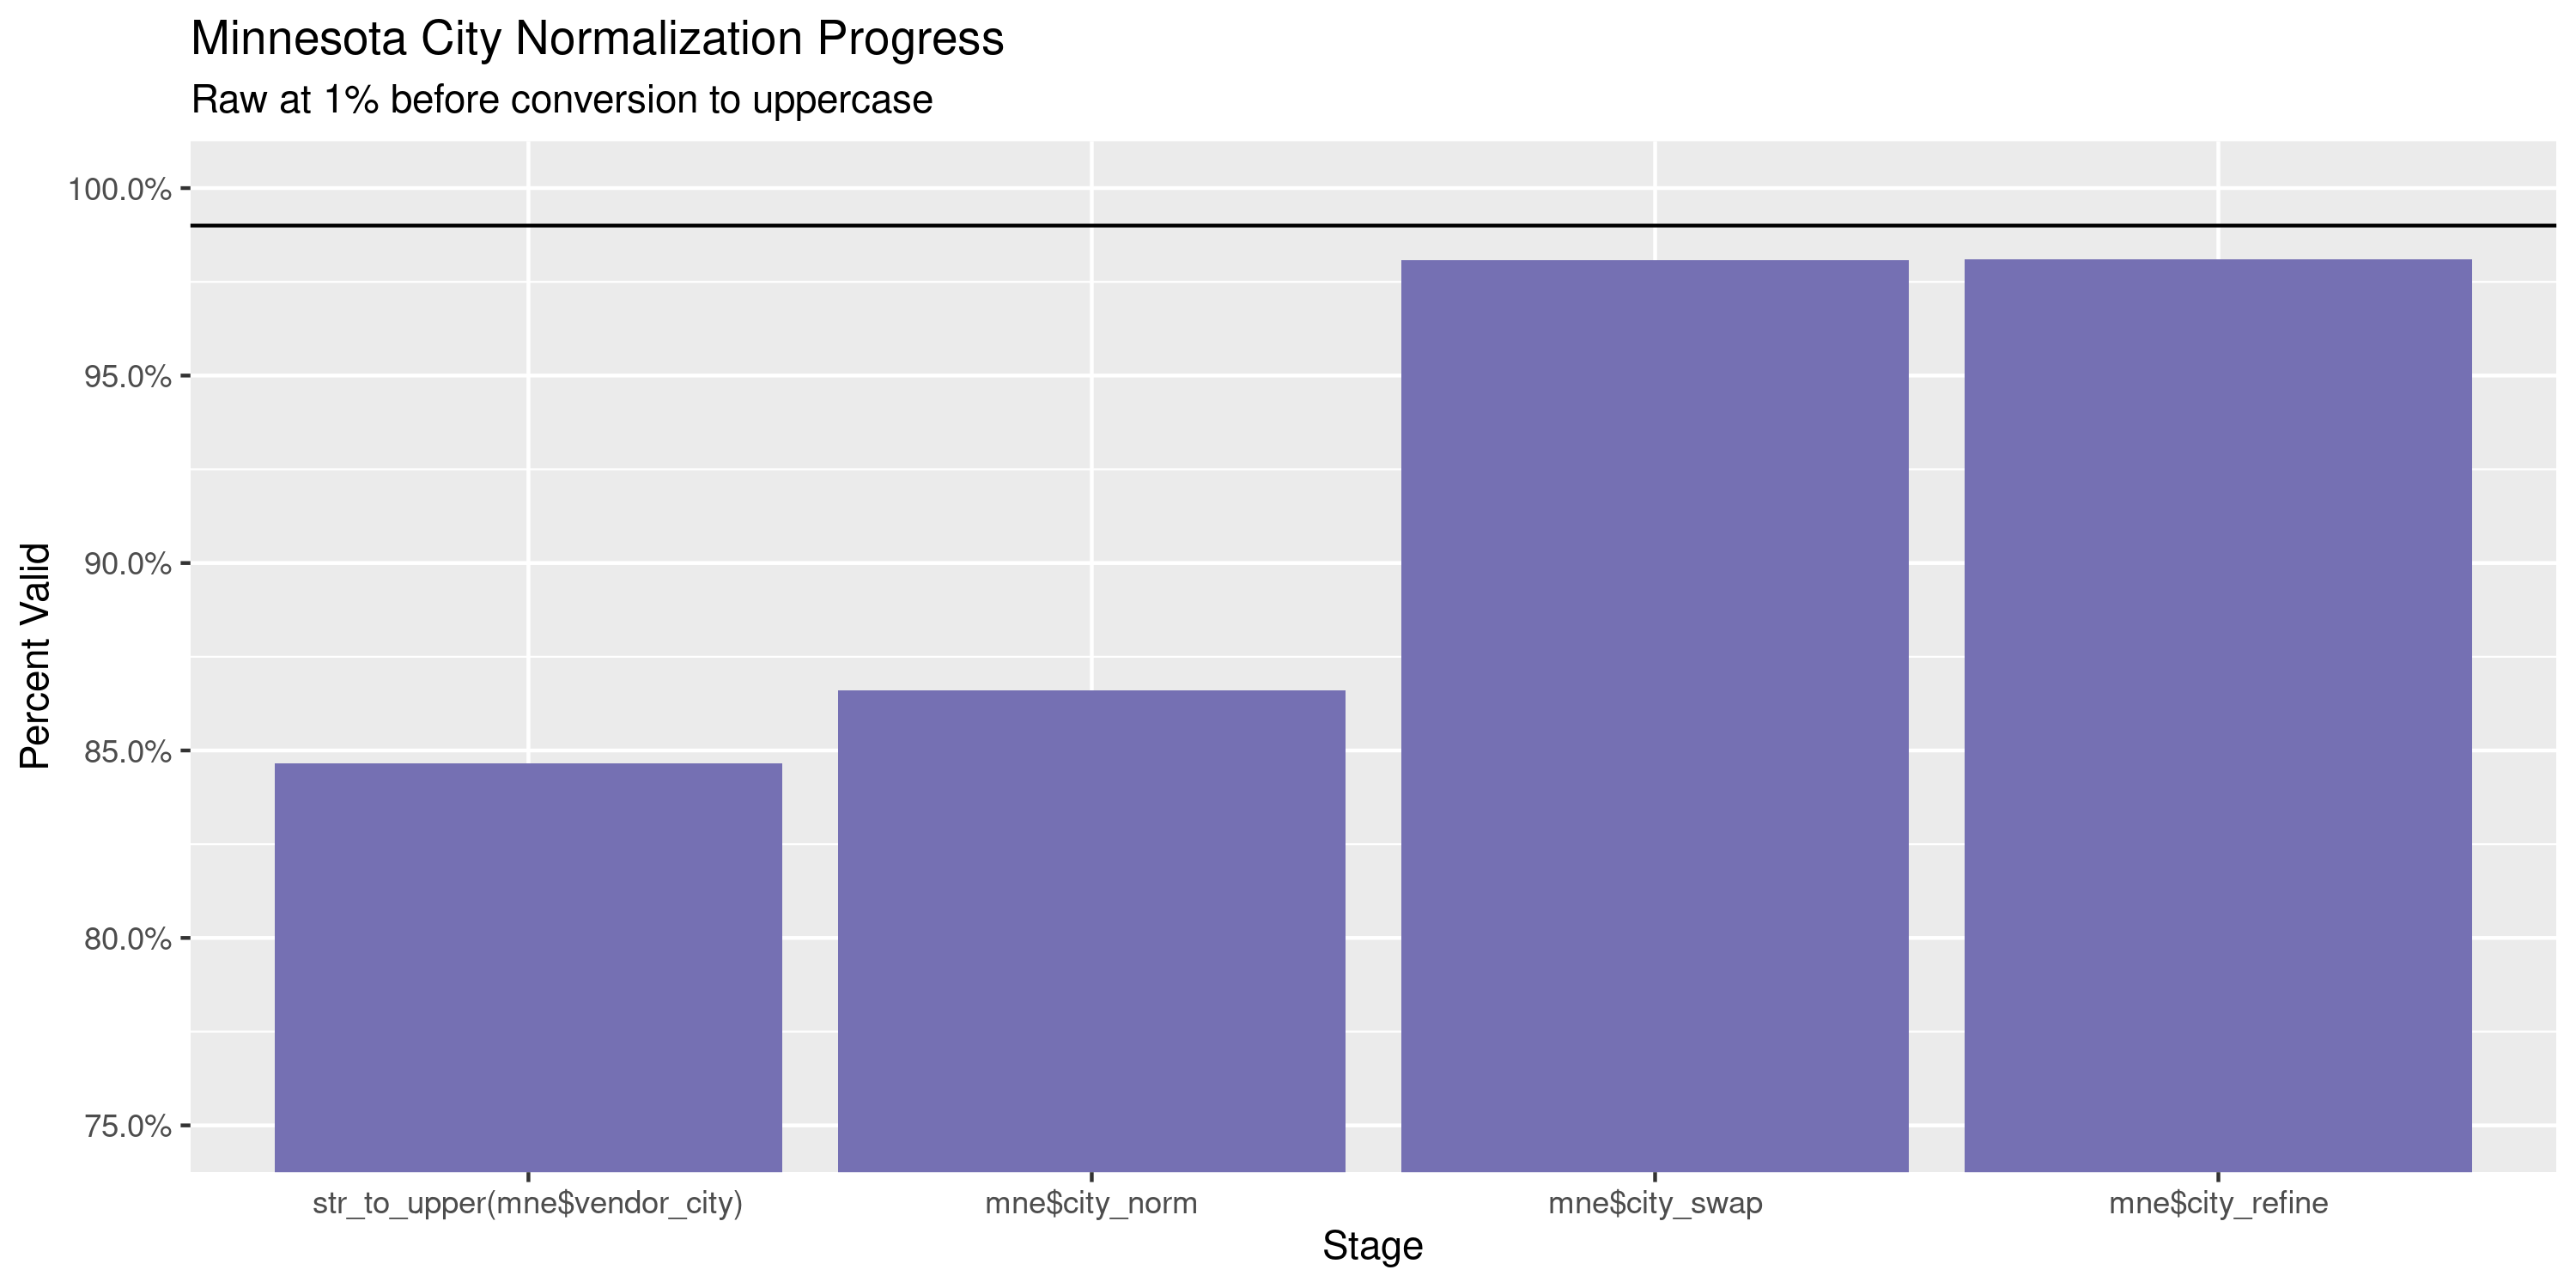 Minnesota City Normalization Progress
Raw at 1% before conversion to uppercase
100.0%
95.0%
90.0%
85.0%
80.0%
75.0%
Percent Valid
str_to_upper(mne$vendor_city)
mne$city_norm
mne$city_swap
mne$city_refine
Stage